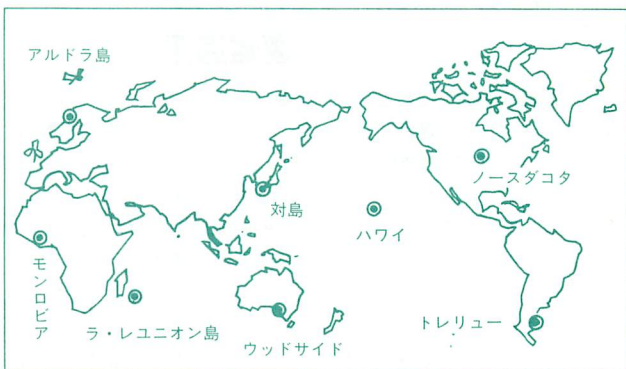 アルドラ島
ノースダコタ
対島
ハワイ
モンロビア
ラ・レユニオン島
ウッドサイド
トレリュー